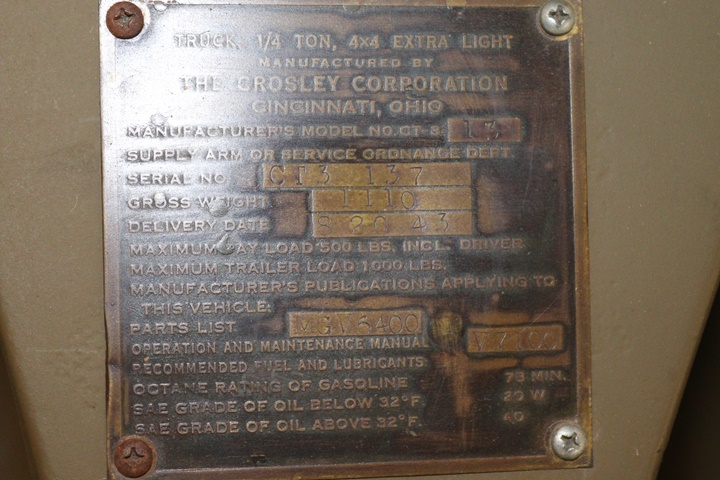 TRUCK, 1/4 TON, 4x4 EXTRA LIGHT
MANUFACTURED BY
THE CROSLEY CORPORATION
CINCINNATI, OHIO
MANUFACTURER'S MODEL NO. CT-8- 13
SUPPLY ARM OR SERVICE ORDNANCE DEPT.
SERIAL NO. CT3 137
GROSS WEIGHT 1110
DELIVERY DATE 43
MAXIMUM PAY LOAD 500 LBS. INCL. DRIVER
MAXIMUM TRAILER LOAD 1000 LBS.
MANUFACTURER'S PUBLICATIONS APPLYING TO
THIS VEHICLE:
PARTS LIST MGV6400
OPERATION AND MAINTENANCE MANUAL
RECOMMENDED FUEL AND LUBRICANTS
OCTANE RATING OF GASOLINE 78 MIN.
SAE GRADE OF OIL BELOW 32°F. 20 W
SAE GRADE OF OIL ABOVE 32°F. 40